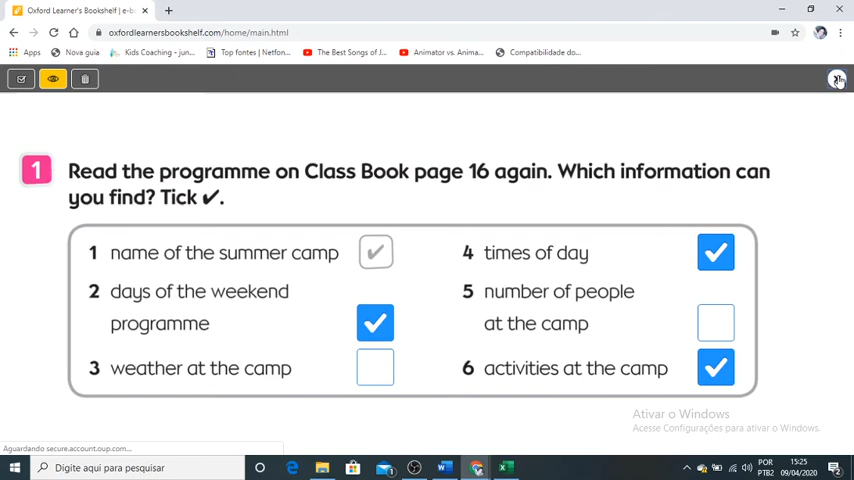 Oxford Learner's Bookshelf | e-bo
oxfordlearnersbookshelf.com/home/main.html
Apps
Nova guia
Kids Coaching - jun...
Top fontes | Netfon...
The Best Songs of J...
Animator vs. Anima...
Compatibilidade do...
1
Read the programme on Class Book page 16 again. Which information can
you find? Tick ✔.
1 name of the summer camp
2 days of the weekend
programme
3 weather at the camp
4 times of day
5 number of people
at the camp
6 activities at the camp
Ativar o Windows
Acesse Configurações para ativar o Windows.
Aguardando secure.account.oup.com...
Digite aqui para pesquisar
POR
PTB2
15:25
09/04/2020